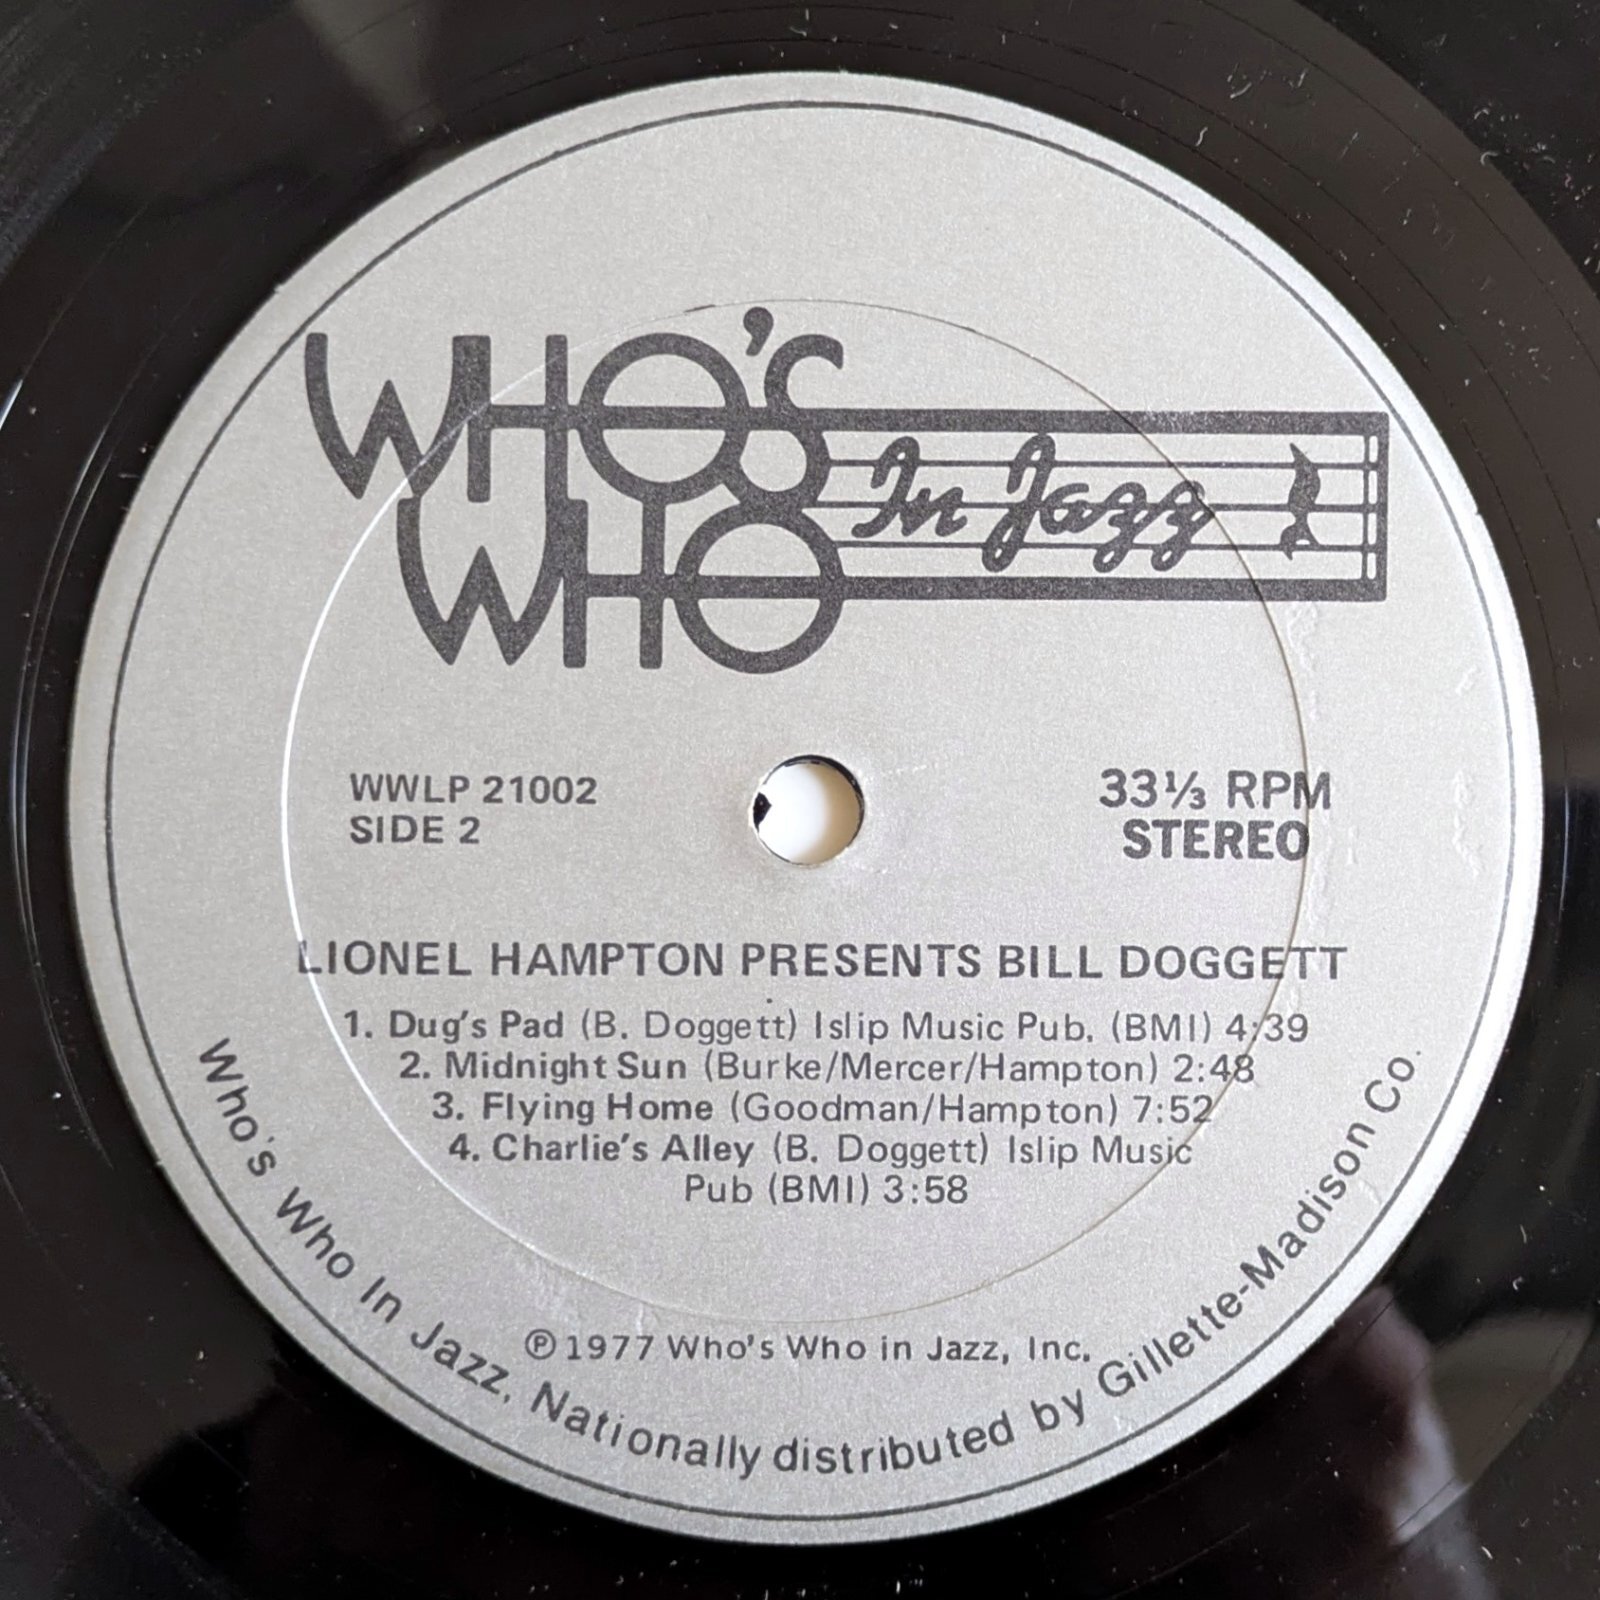 WHO'S
WHO
In Jazz
WWLP 21002
SIDE 2
33⅓ RPM
STEREO
LIONEL HAMPTON PRESENTS BILL DOGGETT
1. Dug's Pad (B. Doggett) Islip Music Pub. (BMI) 4:39
2. Midnight Sun (Burke/Mercer/Hampton) 2:48
3. Flying Home (Goodman/Hampton) 7:52
4. Charlie's Alley (B. Doggett) Islip Music
Pub (BMI) 3:58
℗ 1977 Who's Who in Jazz, Inc.
Who's Who In Jazz, Nationally distributed by Gillette-Madison Co.